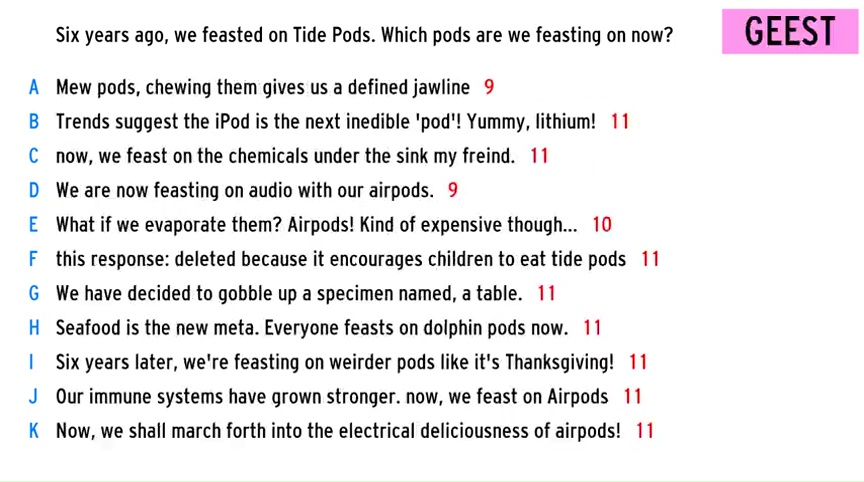 Six years ago, we feasted on Tide Pods. Which pods are we feasting on now?
GEEST
A Mew pods, chewing them gives us a defined jawline 9
B Trends suggest the iPod is the next inedible 'pod'! Yummy, lithium! 11
C now, we feast on the chemicals under the sink my freind. 11
D We are now feasting on audio with our airpods. 9
E What if we evaporate them? Airpods! Kind of expensive though... 10
F this response: deleted because it encourages children to eat tide pods 11
G We have decided to gobble up a specimen named, a table. 11
H Seafood is the new meta. Everyone feasts on dolphin pods now. 11
I Six years later, we're feasting on weirder pods like it's Thanksgiving! 11
J Our immune systems have grown stronger. now, we feast on Airpods 11
K Now, we shall march forth into the electrical deliciousness of airpods! 11